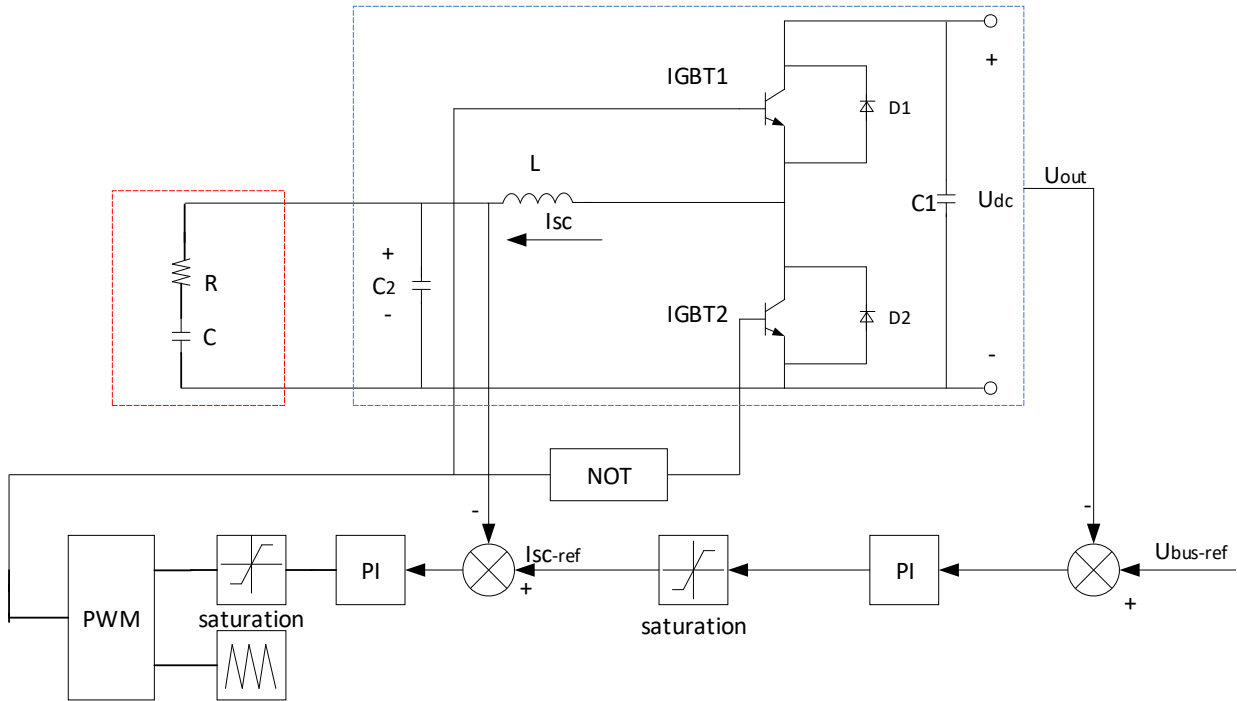 IGBT1
D1
L
Isc
Uout
C1
Udc
+
-
R
C
+
C2
-
IGBT2
D2
NOT
-
-
PWM
saturation
PI
Isc-ref
+
saturation
PI
Ubus-ref
+